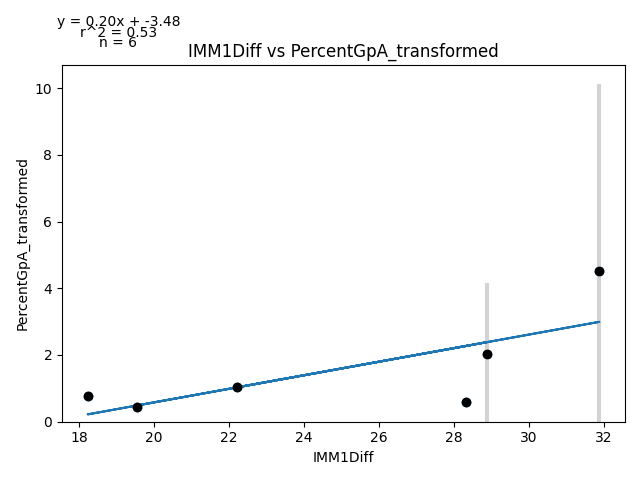 y = 0.20x + -3.48
r^2 = 0.53
n = 6
IMM1Diff vs PercentGpA_transformed
PercentGpA_transformed
10
8
6
4
2
0
18 20 22 24 26 28 30 32
IMM1Diff